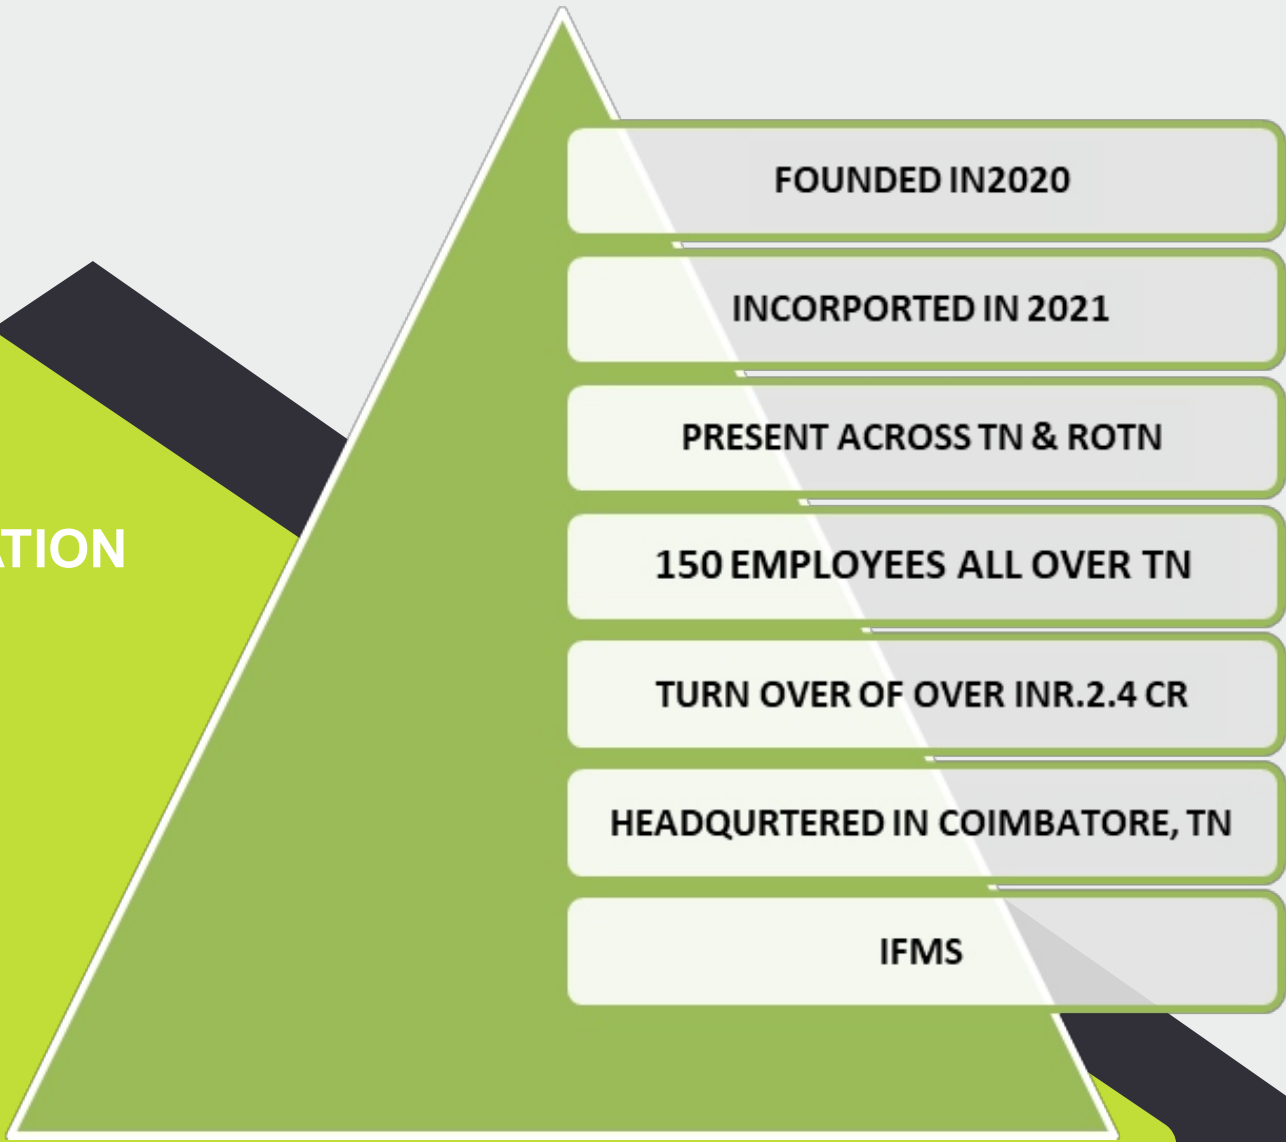 FOUNDED IN2020
INCORPORTED IN 2021
PRESENT ACROSS TN & ROTN
150 EMPLOYEES ALL OVER TN
ATION
TURN OVER OF OVER INR.2.4 CR
HEADQURTERED IN COIMBATORE, TN
IFMS